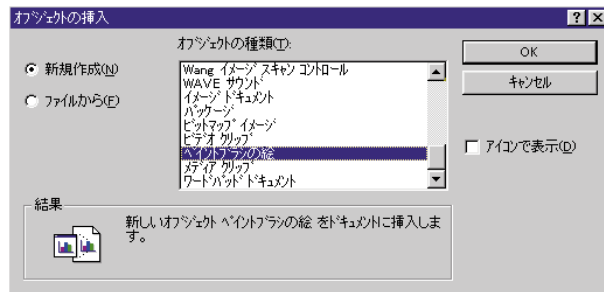 オブジェクトの挿入
オブジェクトの種類(T):
新規作成(N)
ファイルから(F)
Wang イメージ スキャン コントロール
WAVE サウンド
イメージ ドキュメント
パッケージ
ビットマップ イメージ
ビデオ クリップ
ペイントブラシの絵
メディア クリップ
ワードパッド ドキュメント
OK
キャンセル
アイコンで表示(D)
結果
新しいオブジェクト ペイントブラシの絵 をドキュメントに挿入しま
す。